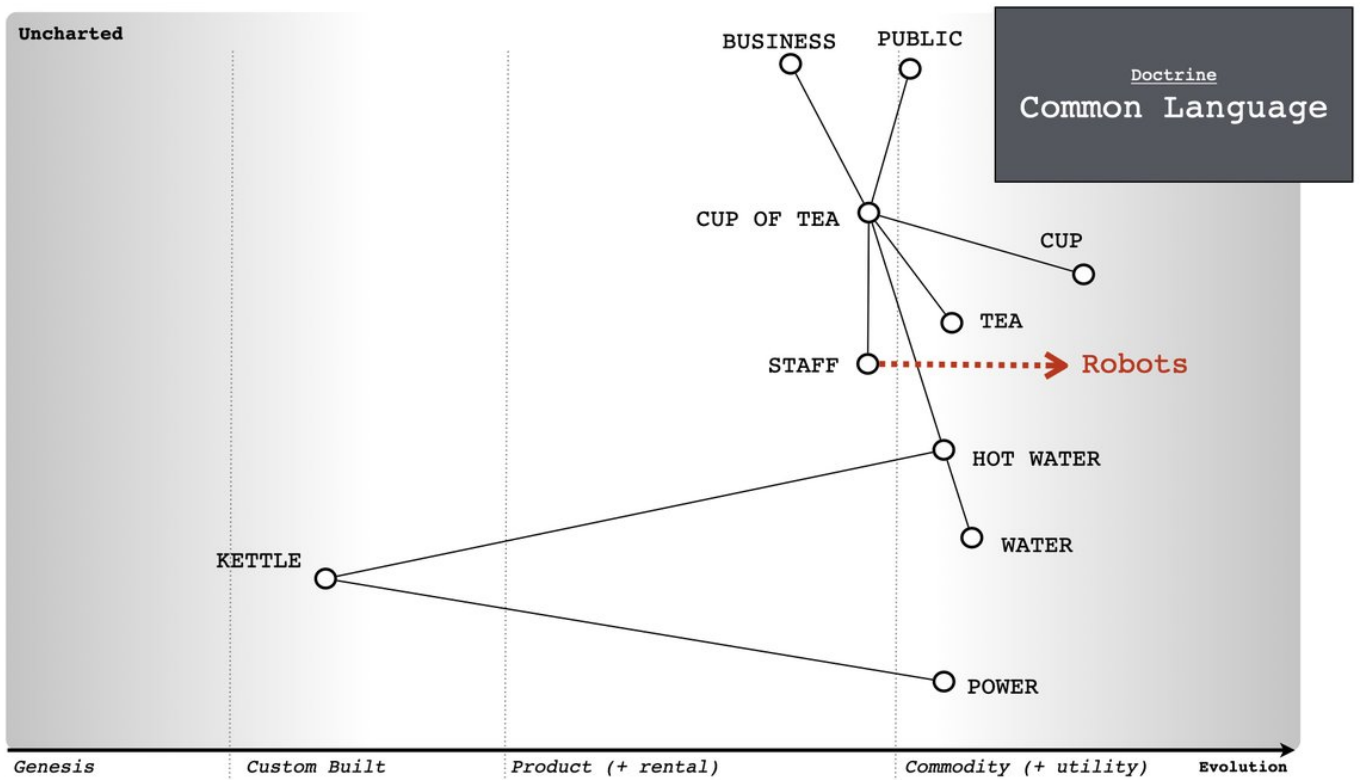 Uncharted
BUSINESS
PUBLIC
Doctrine
Common Language
CUP OF TEA
CUP
TEA
STAFF
Robots
HOT WATER
WATER
KETTLE
POWER
Genesis
Custom Built
Product (+ rental)
Commodity (+ utility)
Evolution